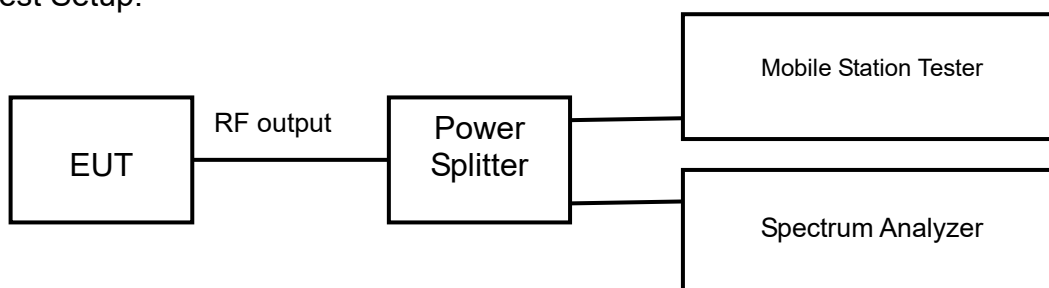 est Setup:
Mobile Station Tester
RF output
EUT
Power
Splitter
Spectrum Analyzer